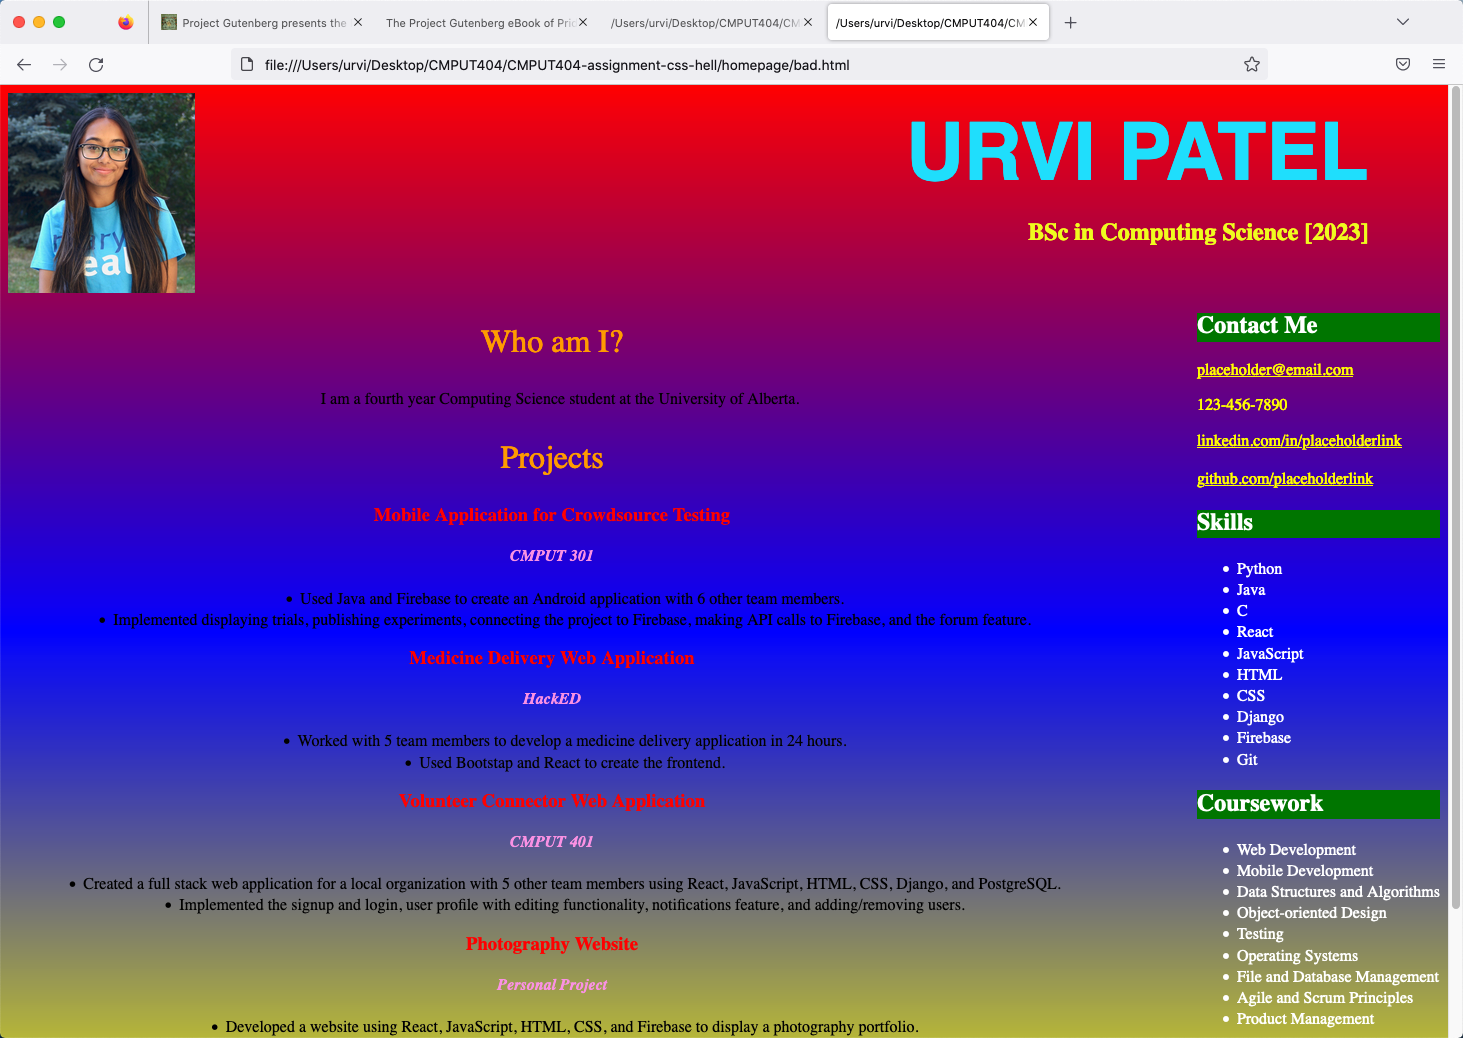 Project Gutenberg presents the
The Project Gutenberg eBook of Pric
/Users/urvi/Desktop/CMPUT404/CM
/Users/urvi/Desktop/CMPUT404/CM
file:///Users/urvi/Desktop/CMPUT404/CMPUT404-assignment-css-hell/homepage/bad.html
URVI PATEL
BSc in Computing Science [2023]
Who am I?
I am a fourth year Computing Science student at the University of Alberta.
Projects
Mobile Application for Crowdsource Testing
CMPUT 301
• Used Java and Firebase to create an Android application with 6 other team members.
• Implemented displaying trials, publishing experiments, connecting the project to Firebase, making API calls to Firebase, and the forum feature.
Medicine Delivery Web Application
HackED
• Worked with 5 team members to develop a medicine delivery application in 24 hours.
• Used Bootstap and React to create the frontend.
Volunteer Connector Web Application
CMPUT 401
• Created a full stack web application for a local organization with 5 other team members using React, JavaScript, HTML, CSS, Django, and PostgreSQL.
• Implemented the signup and login, user profile with editing functionality, notifications feature, and adding/removing users.
Photography Website
Personal Project
• Developed a website using React, JavaScript, HTML, CSS, and Firebase to display a photography portfolio.
Contact Me
placeholder@email.com
123-456-7890
linkedin.com/in/placeholderlink
github.com/placeholderlink
Skills
• Python
• Java
• C
• React
• JavaScript
• HTML
• CSS
• Django
• Firebase
• Git
Coursework
• Web Development
• Mobile Development
• Data Structures and Algorithms
• Object-oriented Design
• Testing
• Operating Systems
• File and Database Management
• Agile and Scrum Principles
• Product Management